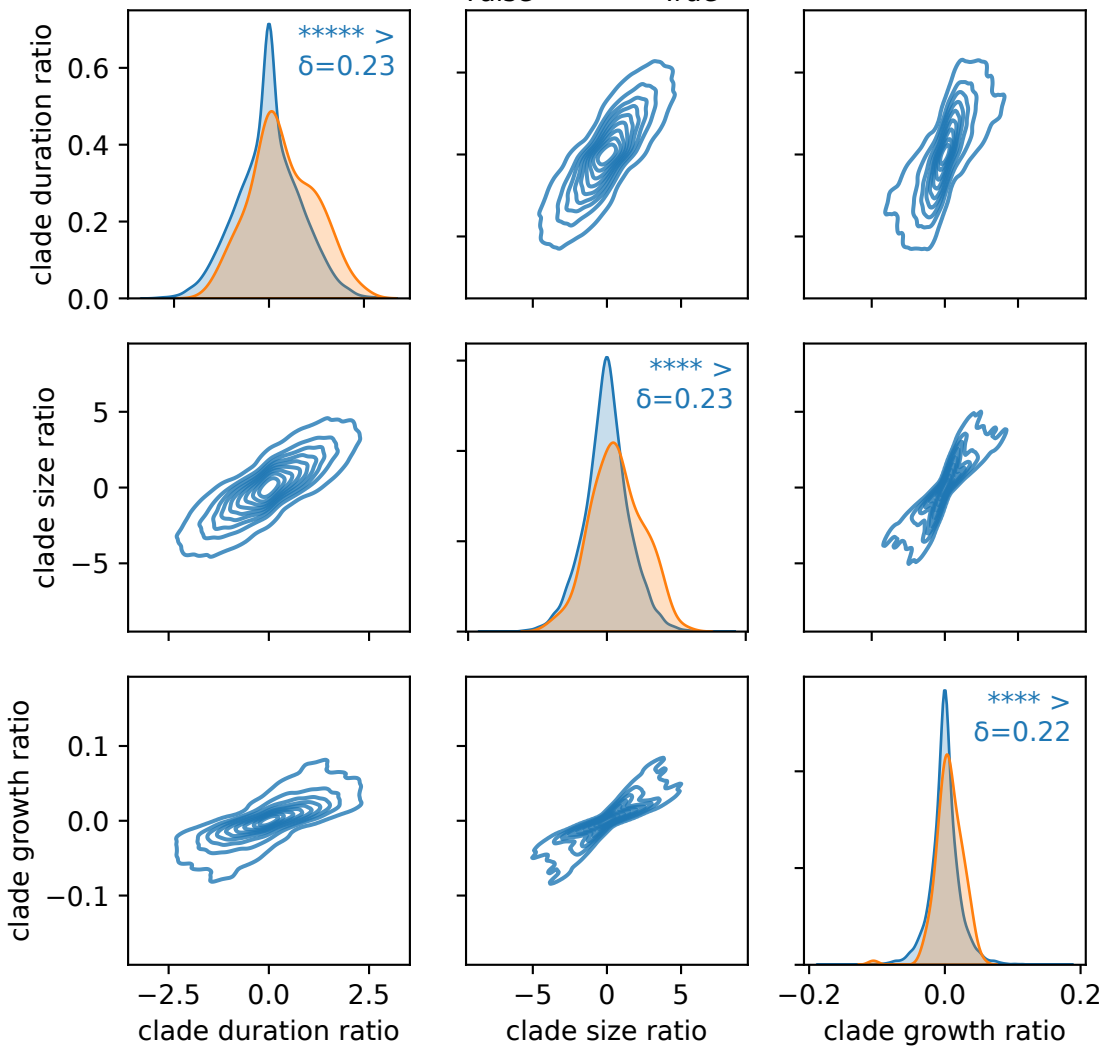 ***** >
δ=0.23
clade duration ratio
0.6
0.4
0.2
0.0
**** >
δ=0.23
clade size ratio
5
0
−5
**** >
δ=0.22
clade growth ratio
0.1
0.0
−0.1
−2.5 0.0 2.5
−5 0 5
−0.2 0.0 0.2
clade duration ratio
clade size ratio
clade growth ratio